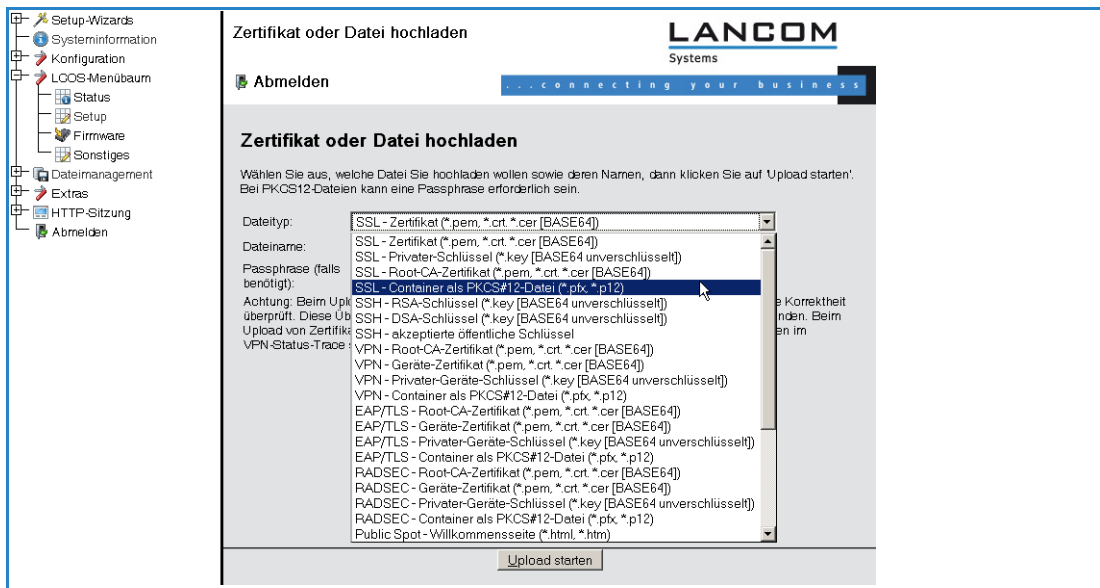 Setup-Wizards
Systeminformation
Konfiguration
LCOS-Menübaum
Status
Setup
Firmware
Sonstiges
Dateimanagement
Extras
HTTP-Sitzung
Abmelden
Zertifikat oder Datei hochladen
LANCOM
Systems
Abmelden
...connecting your business
Zertifikat oder Datei hochladen
Wählen Sie aus, welche Datei Sie hochladen wollen sowie deren Namen, dann klicken Sie auf 'Upload starten'.
Bei PKCS12-Dateien kann eine Passphrase erforderlich sein.
Dateityp:
SSL - Zertifikat (*.pem, *.crt. *.cer [BASE64])
Dateiname:
Passphrase (falls
benötigt):
Achtung: Beim Uplo
überprüft. Diese Üb
Upload von Zertifika
VPN-Status-Trace s
SSL - Zertifikat (*.pem, *.crt. *.cer [BASE64])
SSL - Privater-Schlüssel (*.key [BASE64 unverschlüsselt])
SSL - Root-CA-Zertifikat (*.pem, *.crt. *.cer [BASE64])
SSL - Container als PKCS#12-Datei (*.pfx, *.p12)
SSH - RSA-Schlüssel (*.key [BASE64 unverschlüsselt])
SSH - DSA-Schlüssel (*.key [BASE64 unverschlüsselt])
SSH - akzeptierte öffentliche Schlüssel
VPN - Root-CA-Zertifikat (*.pem, *.crt. *.cer [BASE64])
VPN - Geräte-Zertifikat (*.pem, *.crt. *.cer [BASE64])
VPN - Privater-Geräte-Schlüssel (*.key [BASE64 unverschlüsselt])
VPN - Container als PKCS#12-Datei (*.pfx, *.p12)
EAP/TLS - Root-CA-Zertifikat (*.pem, *.crt. *.cer [BASE64])
EAP/TLS - Geräte-Zertifikat (*.pem, *.crt. *.cer [BASE64])
EAP/TLS - Privater-Geräte-Schlüssel (*.key [BASE64 unverschlüsselt])
EAP/TLS - Container als PKCS#12-Datei (*.pfx, *.p12)
RADSEC - Root-CA-Zertifikat (*.pem, *.crt. *.cer [BASE64])
RADSEC - Geräte-Zertifikat (*.pem, *.crt. *.cer [BASE64])
RADSEC - Privater-Geräte-Schlüssel (*.key [BASE64 unverschlüsselt])
RADSEC - Container als PKCS#12-Datei (*.pfx, *.p12)
Public Spot - Willkommensseite (*.html, *.htm)
e Korrektheit
nden. Beim
en im
Upload starten